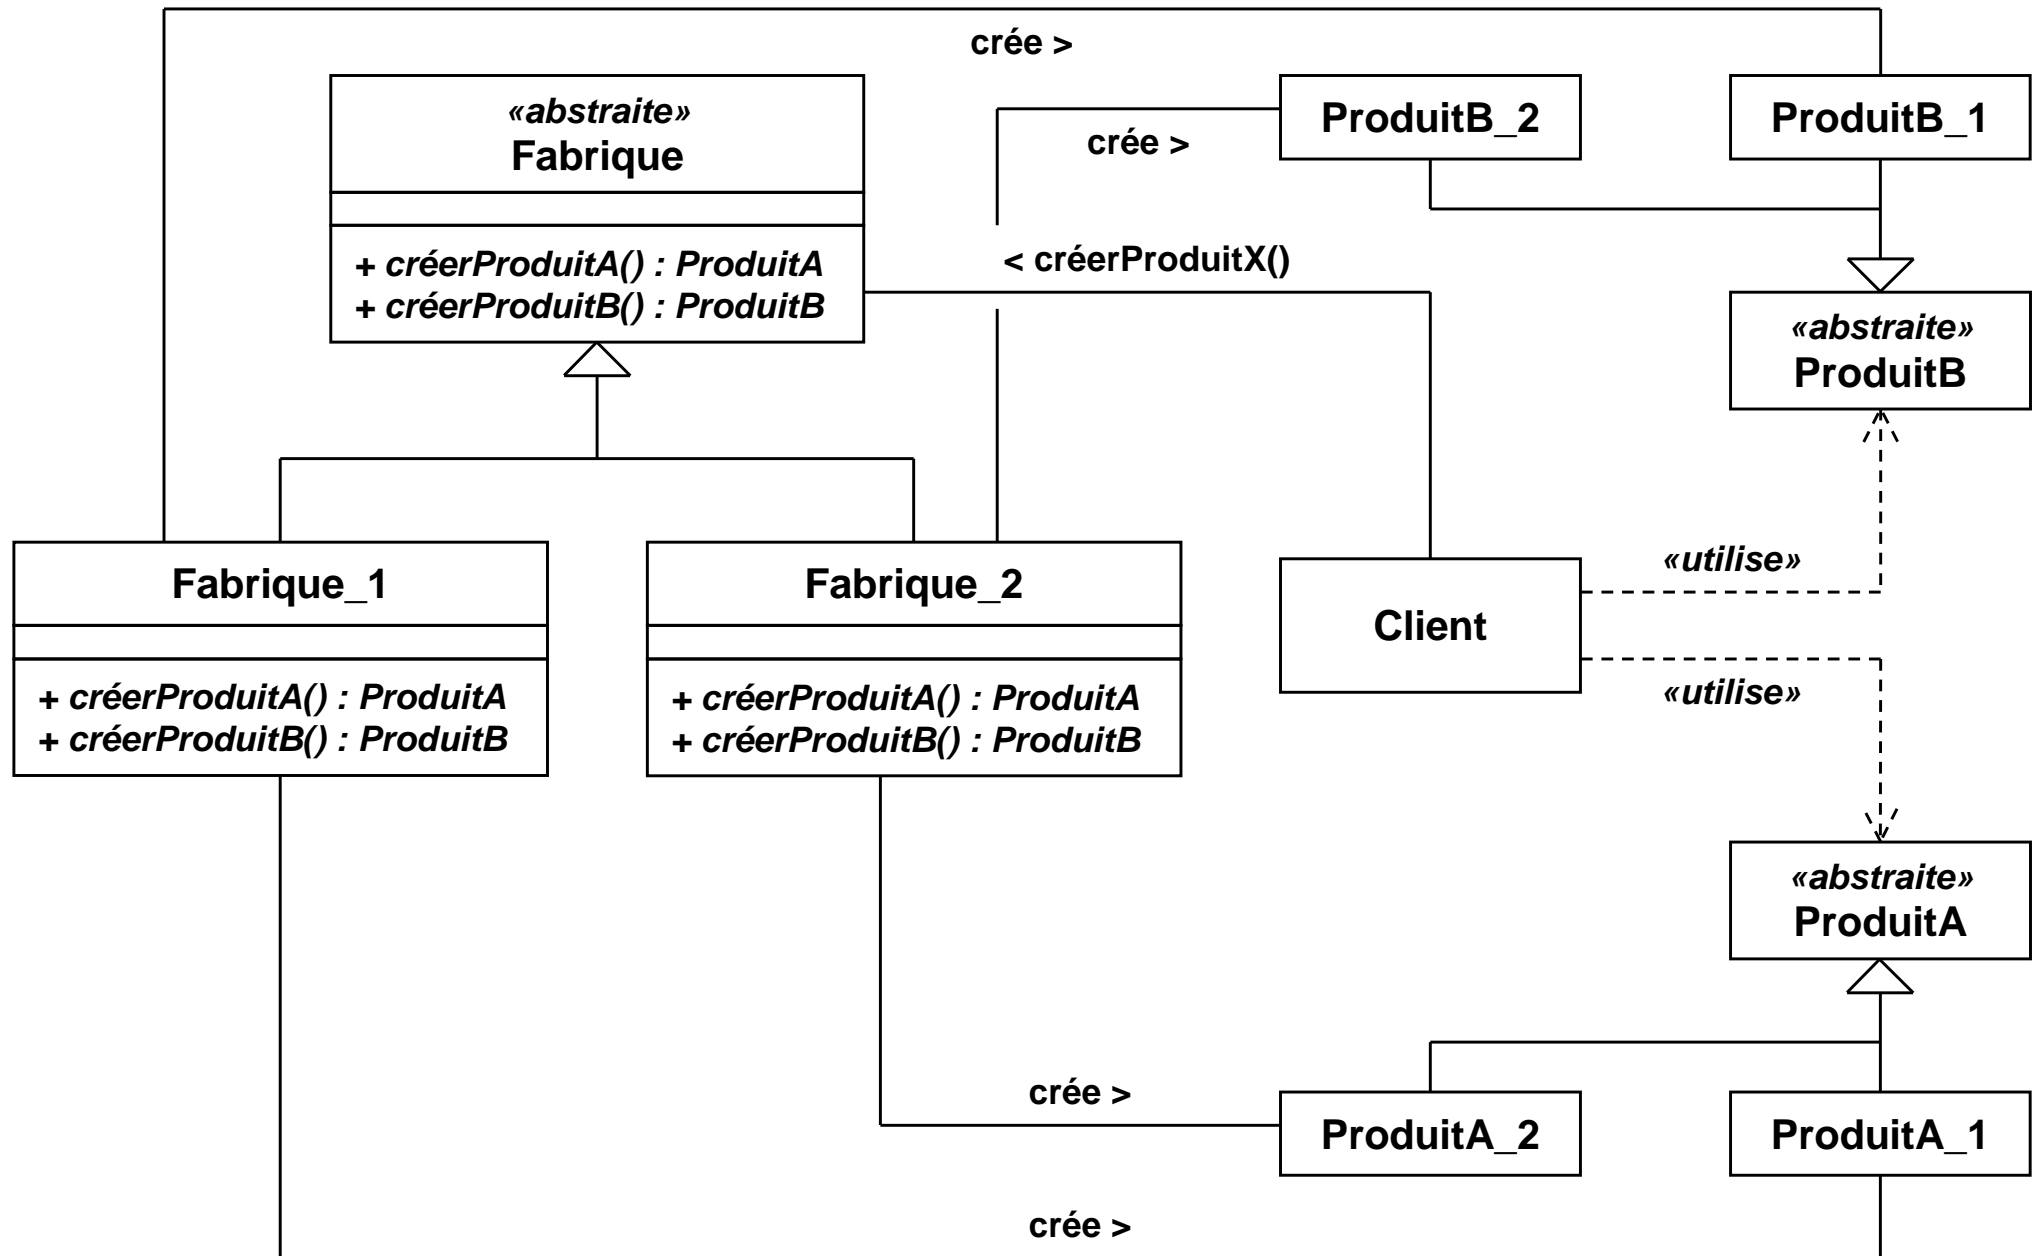 crée >
«abstraite»
Fabrique
+ créerProduitA() : ProduitA
+ créerProduitB() : ProduitB
crée >
ProduitB_2
ProduitB_1
< créerProduitX()
«abstraite»
ProduitB
Fabrique_1
+ créerProduitA() : ProduitA
+ créerProduitB() : ProduitB
Fabrique_2
+ créerProduitA() : ProduitA
+ créerProduitB() : ProduitB
Client
«utilise»
«utilise»
«abstraite»
ProduitA
crée >
ProduitA_2
ProduitA_1
crée >